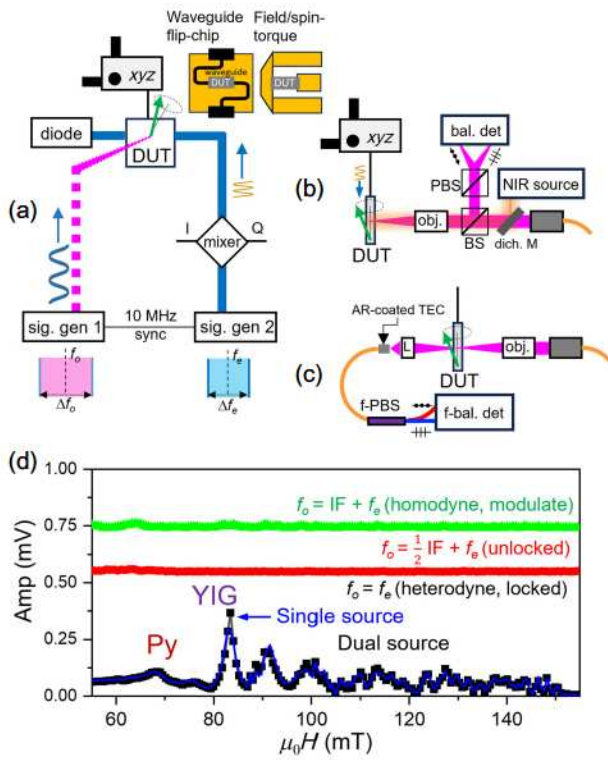 Waveguide
flip-chip
Field/spin-
torque
waveguide
DUT
DUT
xyz
diode
DUT
(a)
I
Q
mixer
10 MHz
sync
sig. gen 1
sig. gen 2
fo
Δfo
fe
Δfe
xyz
bal. det
(b)
PBS
NIR source
obj.
BS
dich. M
DUT
AR-coated TEC
L
obj.
DUT
(c)
f-PBS
f-bal. det
(d)
1.00
0.75
0.50
0.25
0.00
Amp (mV)
fo = IF + fe (homodyne, modulate)
fo = 1/2 IF + fe (unlocked)
fo = fe (heterodyne, locked)
YIG
Single source
Py
Dual source
60
80
100
120
140
μ0H (mT)